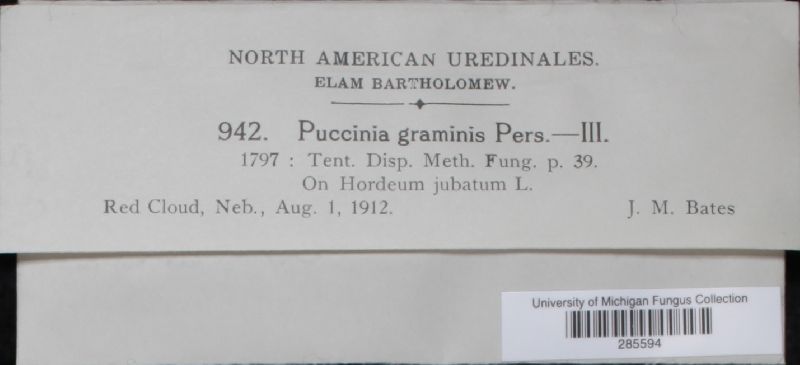 NORTH AMERICAN UREDINALES.
ELAM BARTHOLOMEW.
942. Puccinia graminis Pers.—III.
1797 : Tent. Disp. Meth. Fung. p. 39.
On Hordeum jubatum L.
Red Cloud, Neb., Aug. 1, 1912. J. M. Bates
University of Michigan Fungus Collection
285594